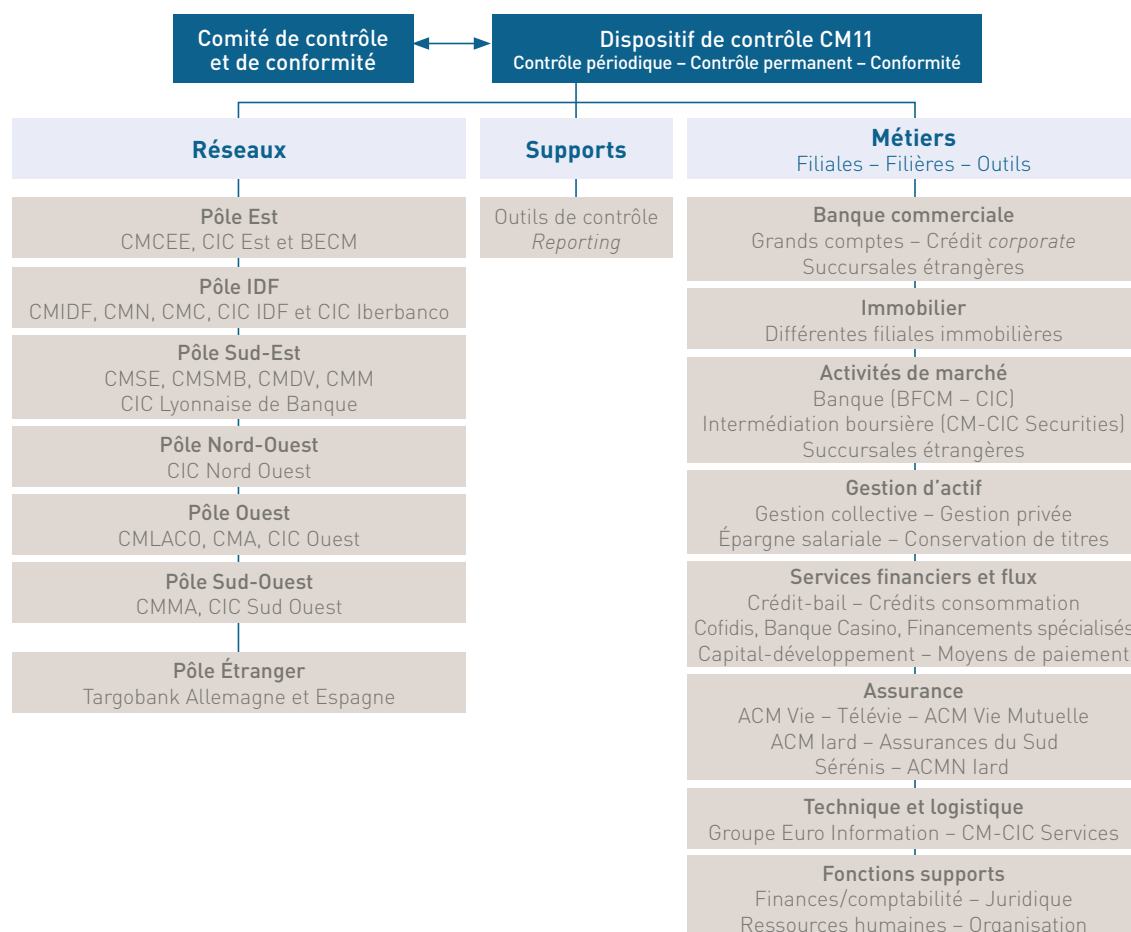 Comité de contrôle
et de conformité
Dispositif de contrôle CM11
Contrôle périodique – Contrôle permanent – Conformité
Réseaux
Pôle Est
CMCEE, CIC Est et BECM
Pôle IDF
CMIDF, CMN, CMC, CIC IDF et CIC Iberbanco
Pôle Sud-Est
CMSE, CMSMB, CMDV, CMM
CIC Lyonnaise de Banque
Pôle Nord-Ouest
CIC Nord Ouest
Pôle Ouest
CMLACO, CMA, CIC Ouest
Pôle Sud-Ouest
CMMA, CIC Sud Ouest
Pôle Étranger
Targobank Allemagne et Espagne
Supports
Outils de contrôle
Reporting
Métiers
Filiales – Filières – Outils
Banque commerciale
Grands comptes – Crédit corporate
Succursales étrangères
Immobilier
Différentes filiales immobilières
Activités de marché
Banque (BFCM – CIC)
Intermédiation boursière (CM-CIC Securities)
Succursales étrangères
Gestion d'actif
Gestion collective – Gestion privée
Épargne salariale – Conservation de titres
Services financiers et flux
Crédit-bail – Crédits consommation
Cofidis, Banque Casino, Financements spécialisés
Capital-développement – Moyens de paiement
Assurance
ACM Vie – Télévie – ACM Vie Mutuelle
ACM Iard – Assurances du Sud
Sérénis – ACMN Iard
Technique et logistique
Groupe Euro Information – CM-CIC Services
Fonctions supports
Finances/comptabilité – Juridique
Ressources humaines – Organisation